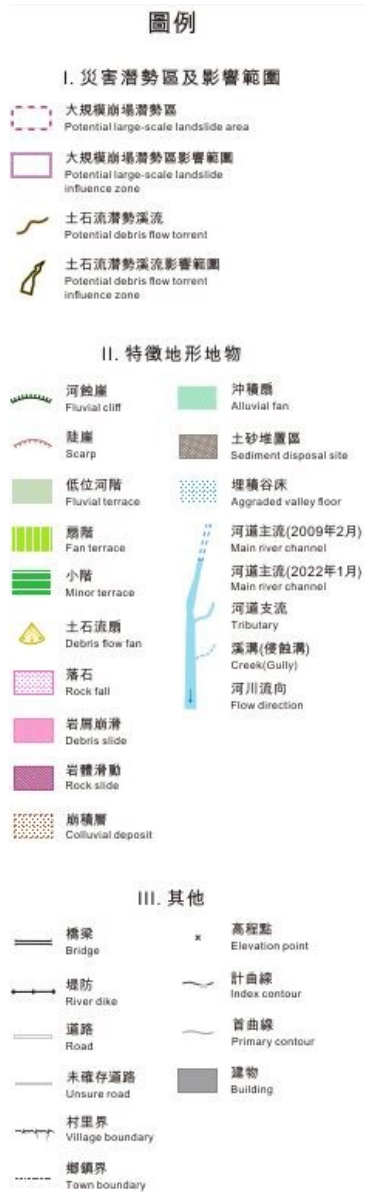 圖例
I. 災害潛勢區及影響範圍
大規模崩塌潛勢區
Potential large-scale landslide area
大規模崩塌潛勢區影響範圍
Potential large-scale landslide
influence zone
土石流潛勢溪流
Potential debris flow torrent
土石流潛勢溪流影響範圍
Potential debris flow torrent
influence zone
II. 特徵地形地物
河蝕崖
Fluvial cliff
陡崖
Scarp
低位河階
Fluvial terrace
扇階
Fan terrace
小階
Minor terrace
土石流扇
Debris flow fan
落石
Rock fall
岩屑崩滑
Debris slide
岩體滑動
Rock slide
崩積層
Colluvial deposit
沖積扇
Alluvial fan
土砂堆置區
Sediment disposal site
埋積谷床
Aggraded valley floor
河道主流(2009年2月)
Main river channel
河道主流(2022年1月)
Main river channel
河道支流
Tributary
溪溝(侵蝕溝)
Creek(Gully)
河川流向
Flow direction
III. 其他
橋梁
Bridge
堤防
River dike
道路
Road
未確存道路
Unsure road
村里界
Village boundary
鄉鎮界
Town boundary
高程點
Elevation point
計曲線
Index contour
首曲線
Primary contour
建物
Building